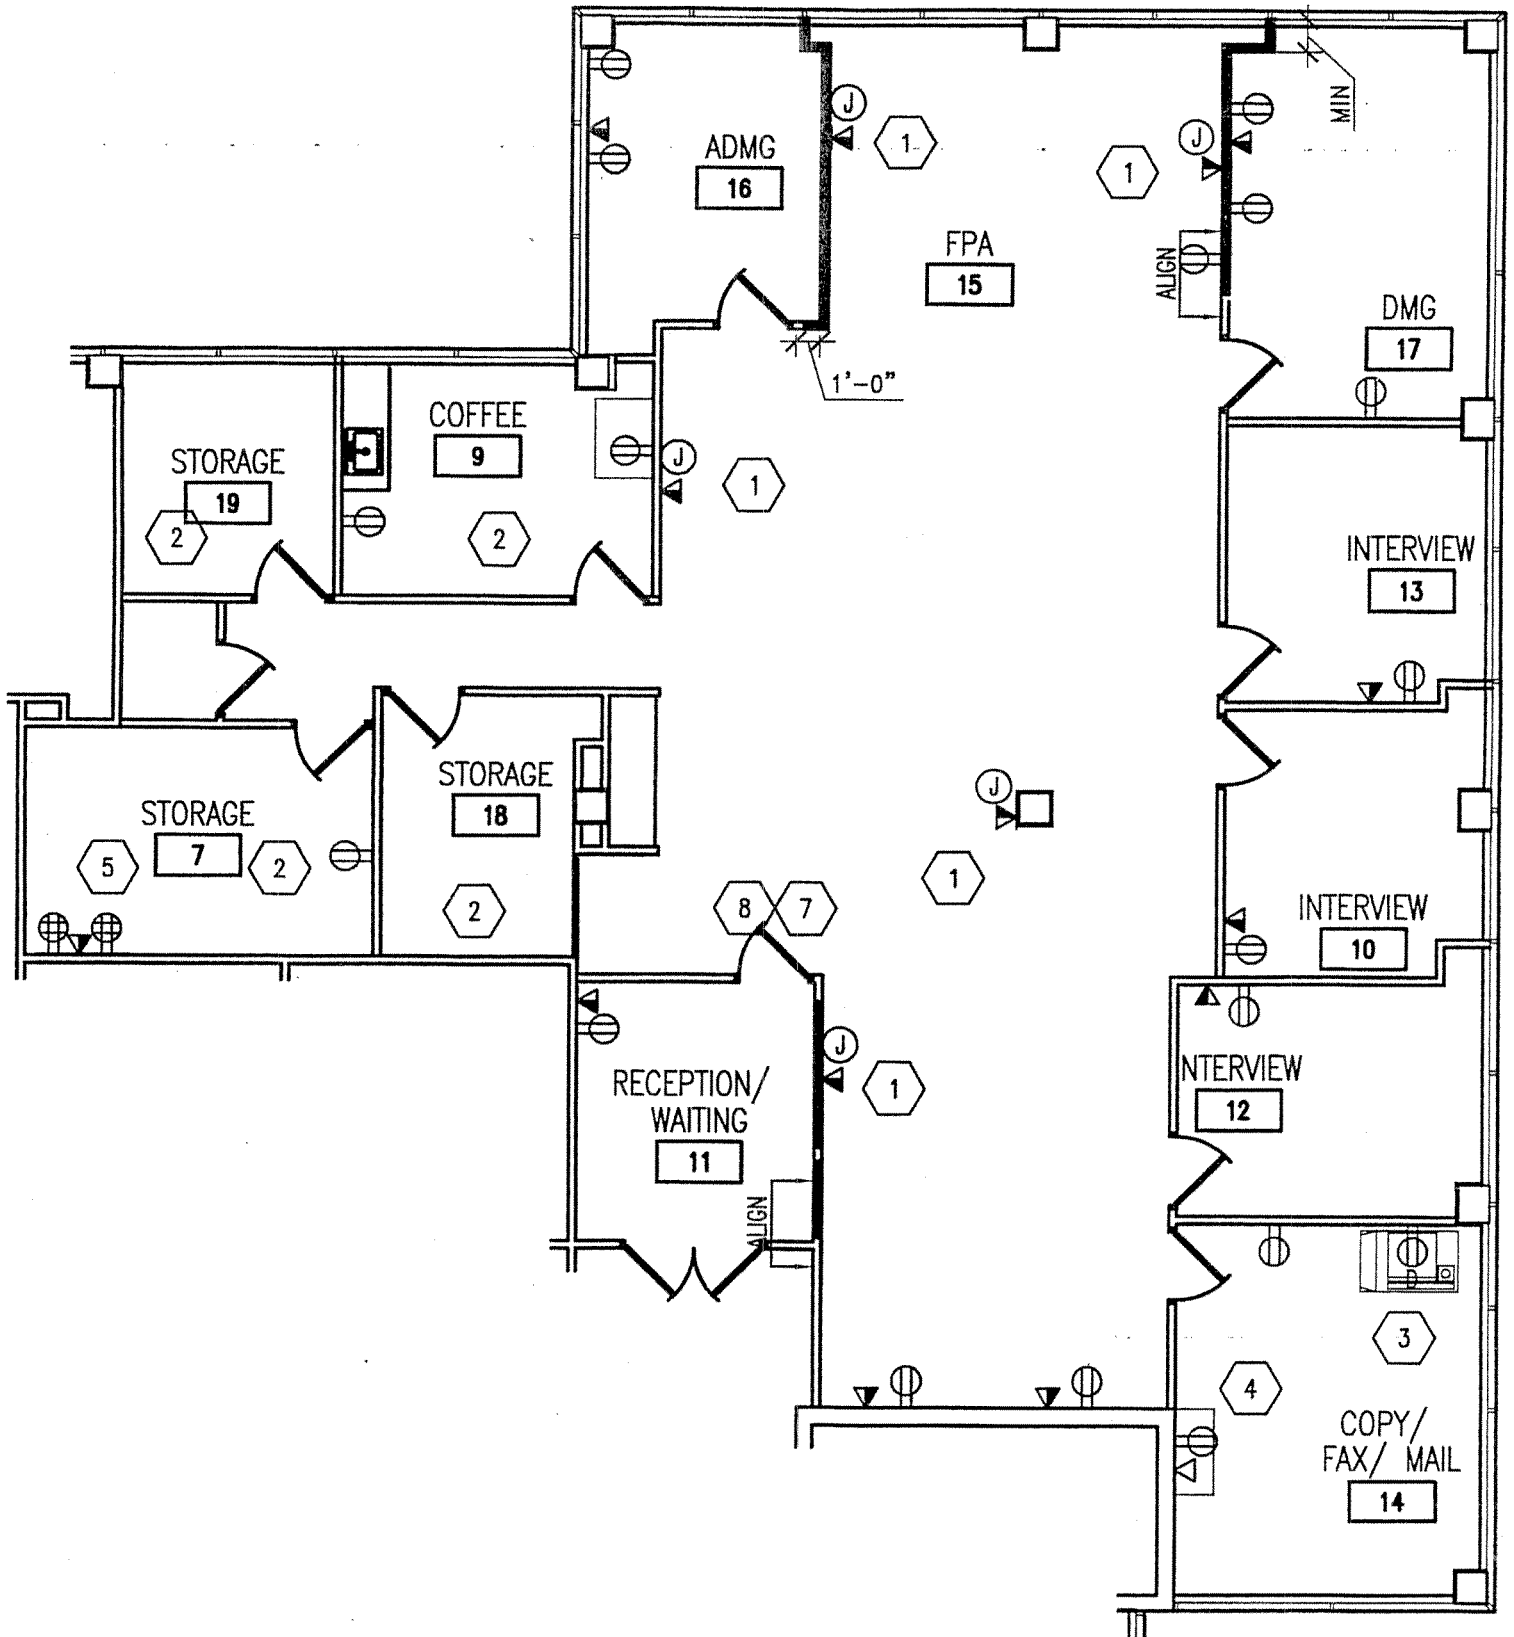 MIN
J
ADMG
16
1
J
1
FPA
15
ALIGN
DMG
17
1'-0"
COFFEE
9
STORAGE
19
2
2
J
1
INTERVIEW
13
STORAGE
18
2
STORAGE
7
5
2
J
1
8
7
INTERVIEW
10
J
1
RECEPTION/
WAITING
11
ALIGN
NTERVIEW
12
D
3
4
COPY/
FAX/ MAIL
14